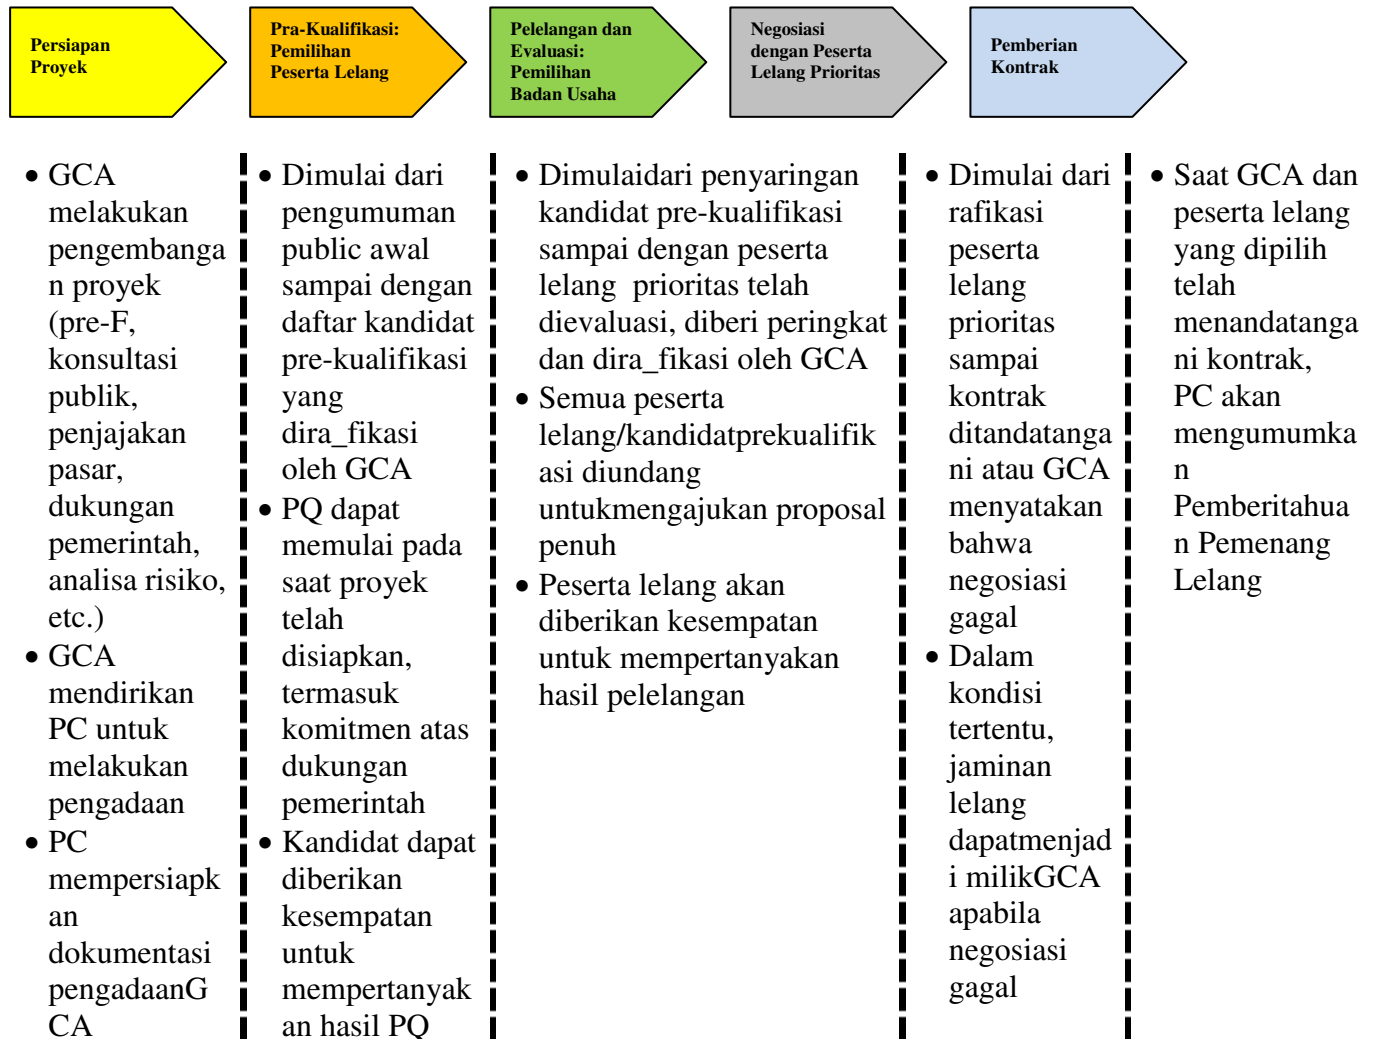 Persiapan
Proyek
Pra-Kualifikasi:
Pemilihan
Peserta Lelang
Pelelangan dan
Evaluasi:
Pemilihan
Badan Usaha
Negosiasi
dengan Peserta
Lelang Prioritas
Pemberian
Kontrak
• GCA
melakukan
pengembanga
n proyek
(pre-F,
konsultasi
publik,
penjajakan
pasar,
dukungan
pemerintah,
analisa risiko,
etc.)
• GCA
mendirikan
PC untuk
melakukan
pengadaan
• PC
mempersiapk
an
dokumentasi
pengadaanG
CA
• Dimulai dari
pengumuman
public awal
sampai dengan
daftar kandidat
pre-kualifikasi
yang
dira_fikasi
oleh GCA
• PQ dapat
memulai pada
saat proyek
telah
disiapkan,
termasuk
komitmen atas
dukungan
pemerintah
• Kandidat dapat
diberikan
kesempatan
untuk
mempertanyak
an hasil PQ
• Dimulaidari penyaringan
kandidat pre-kualifikasi
sampai dengan peserta
lelang  prioritas telah
dievaluasi, diberi peringkat
dan dira_fikasi oleh GCA
• Semua peserta
lelang/kandidatprekualifik
asi diundang
untukmengajukan proposal
penuh
• Peserta lelang akan
diberikan kesempatan
untuk mempertanyakan
hasil pelelangan
• Dimulai dari
rafikasi
peserta
lelang
prioritas
sampai
kontrak
ditandatanga
ni atau GCA
menyatakan
bahwa
negosiasi
gagal
• Dalam
kondisi
tertentu,
jaminan
lelang
dapatmenjad
i milikGCA
apabila
negosiasi
gagal
• Saat GCA dan
peserta lelang
yang dipilih
telah
menandatanga
ni kontrak,
PC akan
mengumumka
n
Pemberitahua
n Pemenang
Lelang